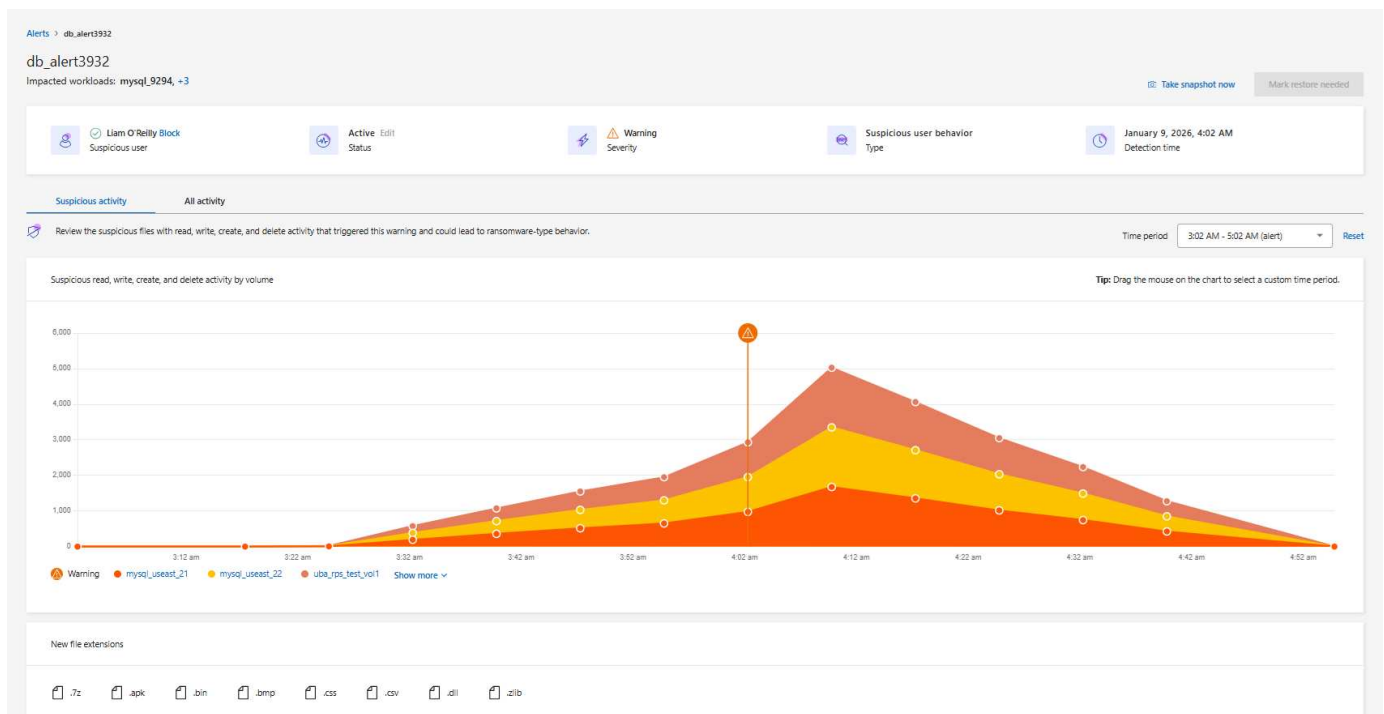 Alerts > db_alert3932
db_alert3932
Impacted workloads: mysql_9294, +3
Take snapshot now
Mark restore needed
Liam O'Reilly Block
Suspicious user
Active Edit
Status
Warning
Severity
Suspicious user behavior
Type
January 9, 2026, 4:02 AM
Detection time
Suspicious activity
All activity
Review the suspicious files with read, write, create, and delete activity that triggered this warning and could lead to ransomware-type behavior.
Time period
3:02 AM - 5:02 AM (alert)
Reset
Suspicious read, write, create, and delete activity by volume
Tip: Drag the mouse on the chart to select a custom time period.
6,000
5,000
4,000
3,000
2,000
1,000
0
3:12 am 3:22 am 3:32 am 3:42 am 3:52 am 4:02 am 4:12 am 4:22 am 4:32 am 4:42 am 4:52 am
Warning mysql_useast_21 mysql_useast_22 uba_rps_test_vol1 Show more
New file extensions
.7z .apk .bin .bmp .css .csv .dll .zlib